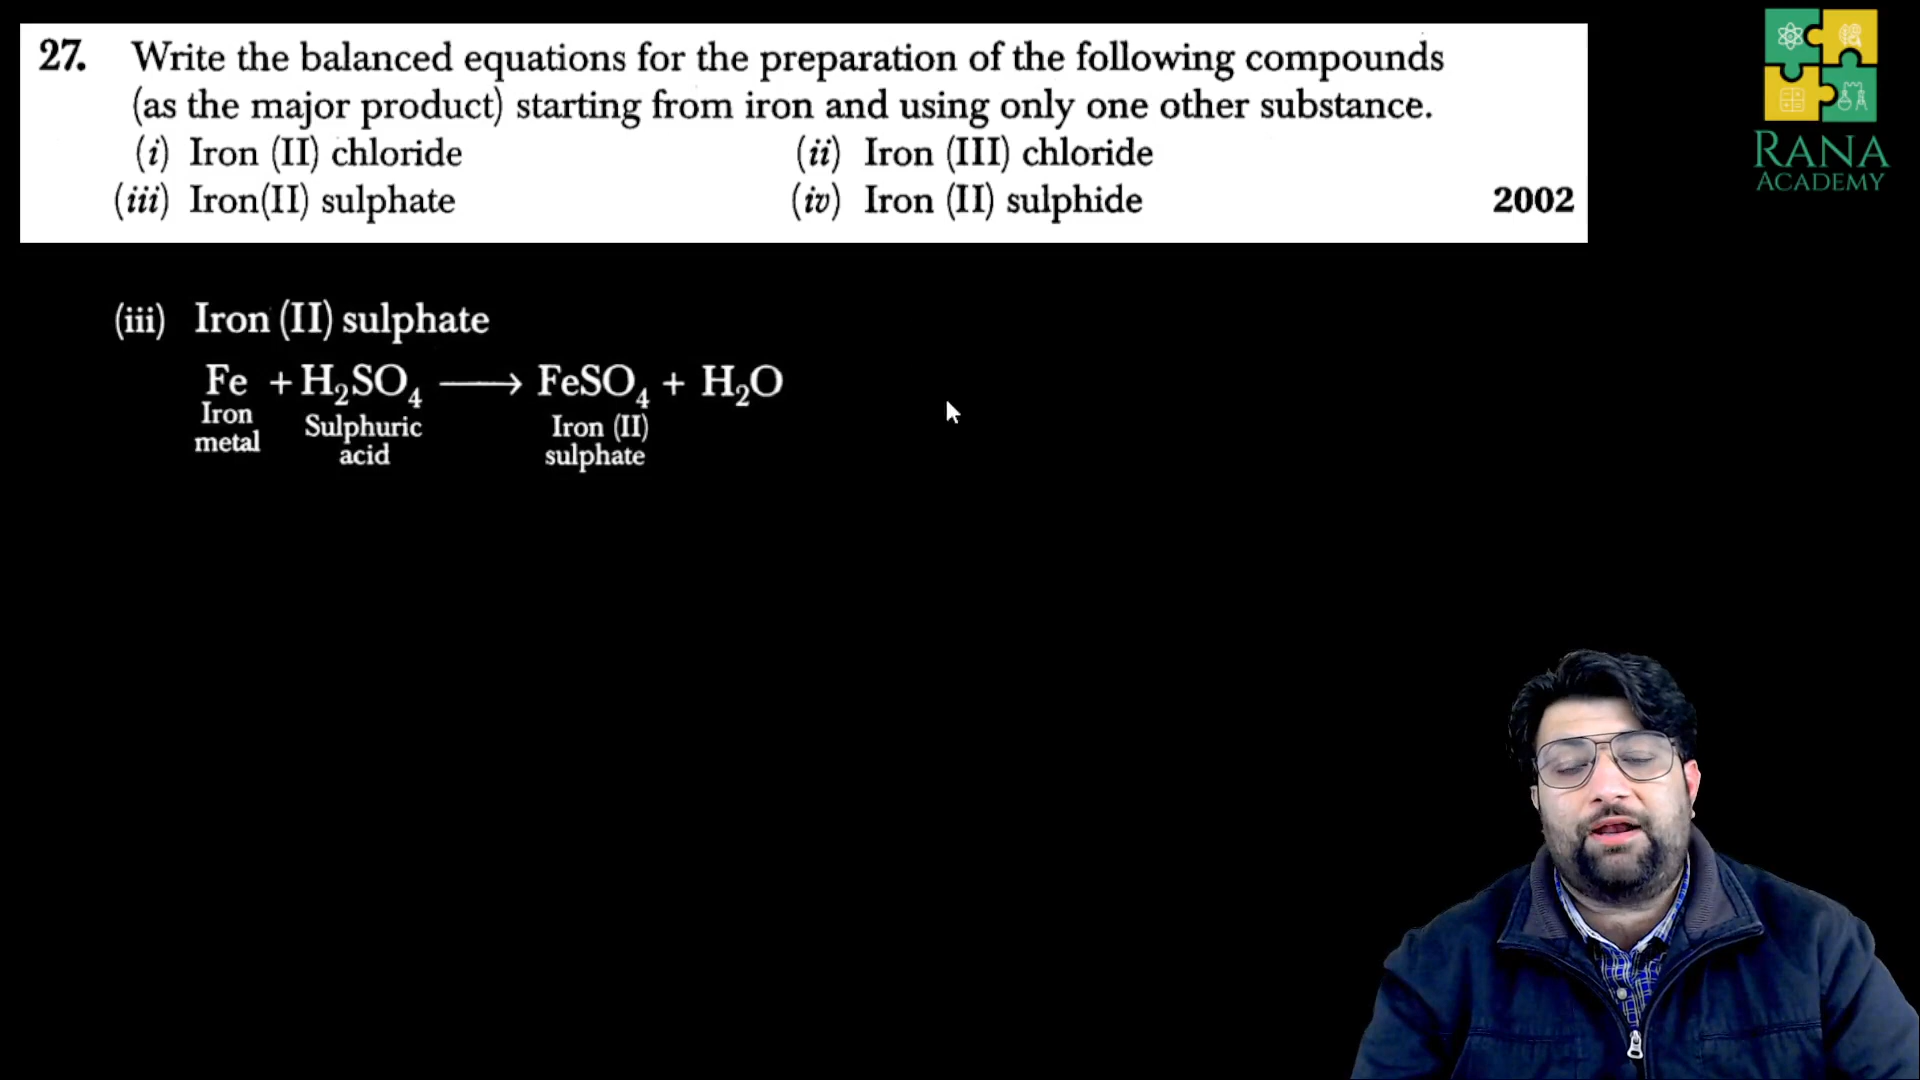 27. Write the balanced equations for the preparation of the following compounds
(as the major product) starting from iron and using only one other substance.
(i) Iron (II) chloride (ii) Iron (III) chloride
(iii) Iron(II) sulphate (iv) Iron (II) sulphide 2002
RANA
ACADEMY
(iii) Iron (II) sulphate
Fe + H₂SO₄ ⟶ FeSO₄ + H₂O
Iron metal Sulphuric acid Iron (II) sulphate